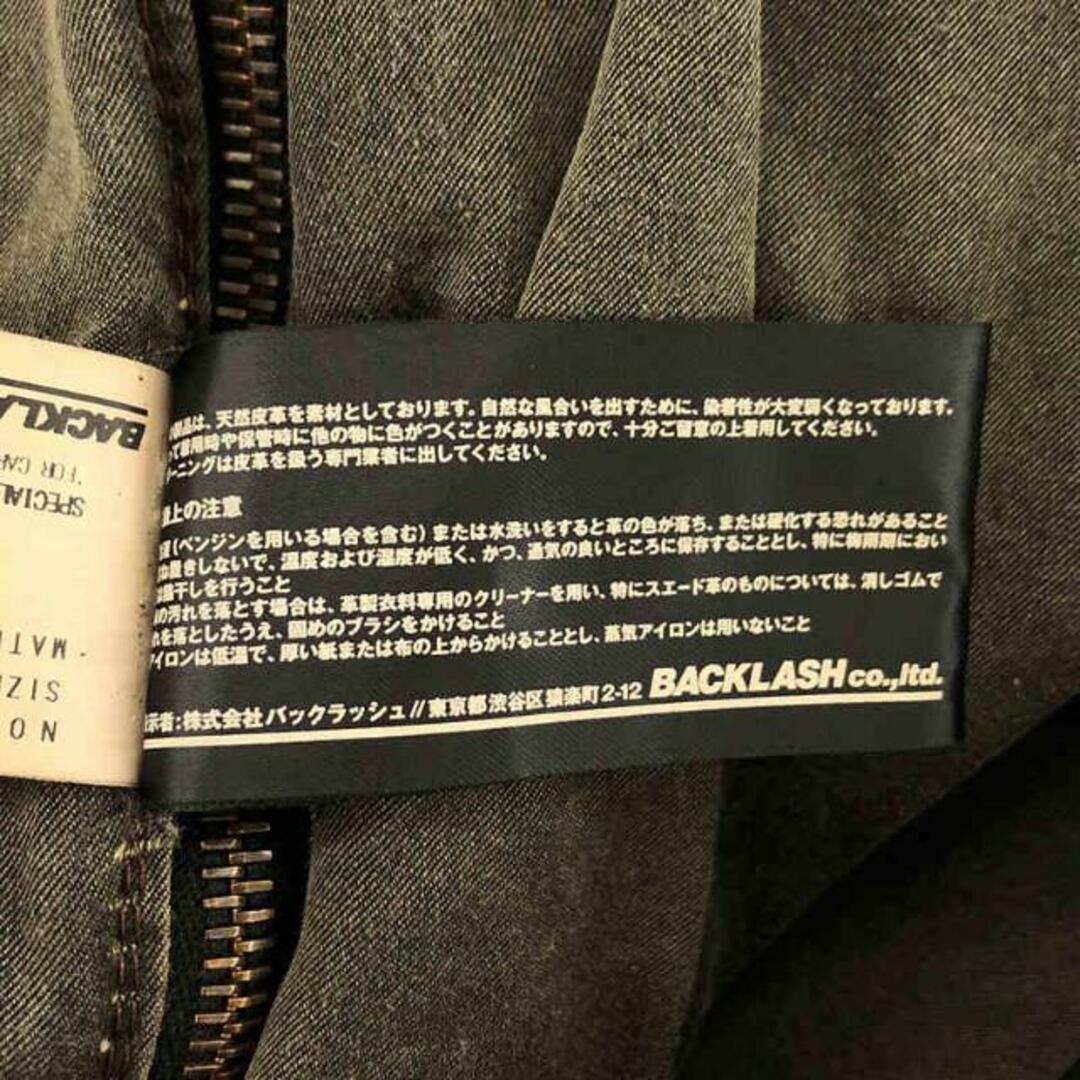 製品は、天然皮革を素材としております。自然な風合いを出すために、染着性が大変弱くなっております。
って着用時や保管時に他の物に色がつくことがありますので、十分ご留意の上着用してください。
ーニングは皮革を扱う専門業者に出してください。
上の注意
(ベンジンを用いる場合を含む)または水洗いをすると革の色が落ち、または硬化する恐れがあること
置きしないで、温度および湿度が低く、かつ、通気の良いところに保存することとし、特に梅雨期におい
干しを行うこと
の汚れを落とす場合は、革製衣料専用のクリーナーを用い、特にスエード革のものについては、消しゴムで
れを落としたうえ、固めのブラシをかけること
イロンは低温で、厚い紙または布の上からかけることとし、蒸気アイロンは用いないこと
示者:株式会社バックラッシュ//東京都渋谷区猿楽町2-12 BACKLASH co.,ltd.
BACKLA
"FOR CAR
SPECIAL
・MAT
SIZ
NO